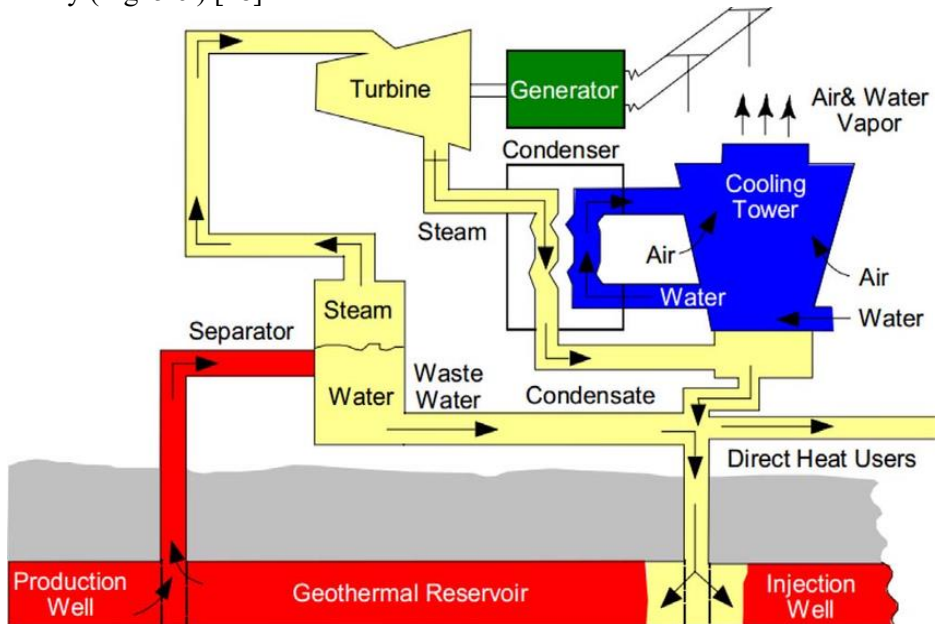 Turbine
Generator
Air& Water
Vapor
Condenser
Cooling
Tower
Steam
Air
Air
Steam
Water
Water
Separator
Water
Waste
Water
Condensate
Direct Heat Users
Production
Well
Geothermal Reservoir
Injection
Well